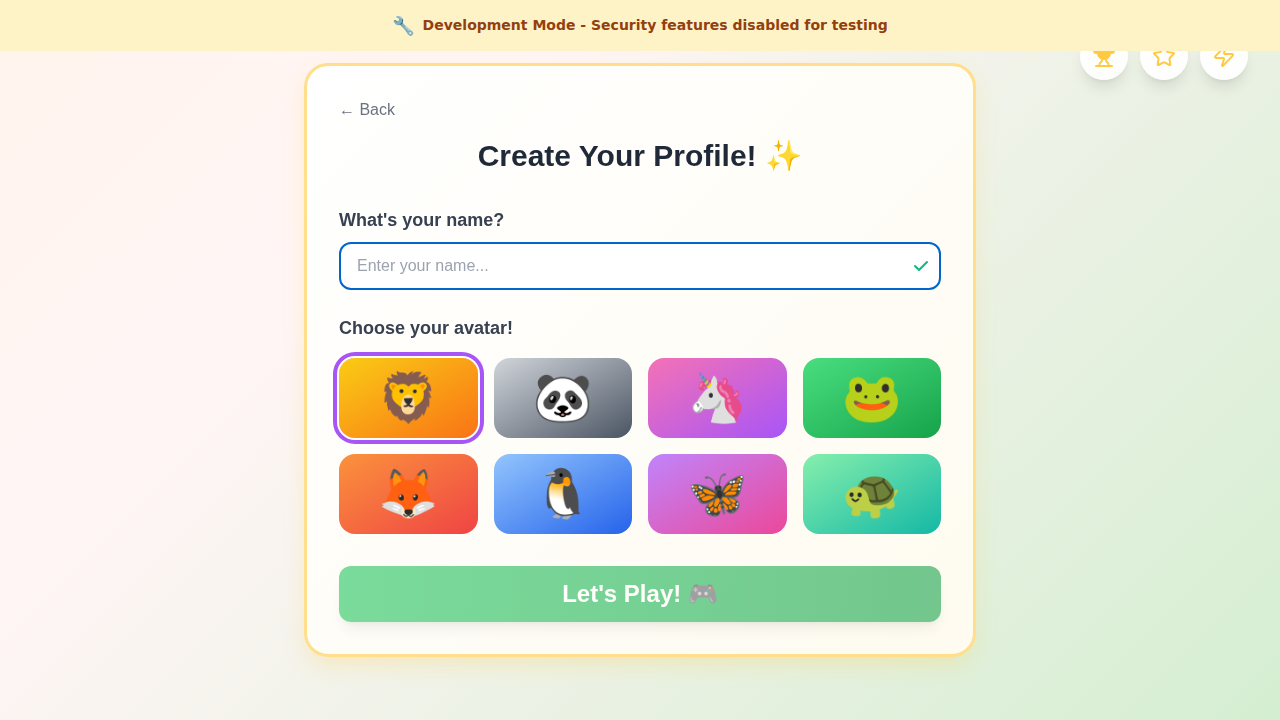 🔧 Development Mode - Security features disabled for testing
← Back
Create Your Profile! ✨
What's your name?
Enter your name...
Choose your avatar!
Let's Play! 🎮